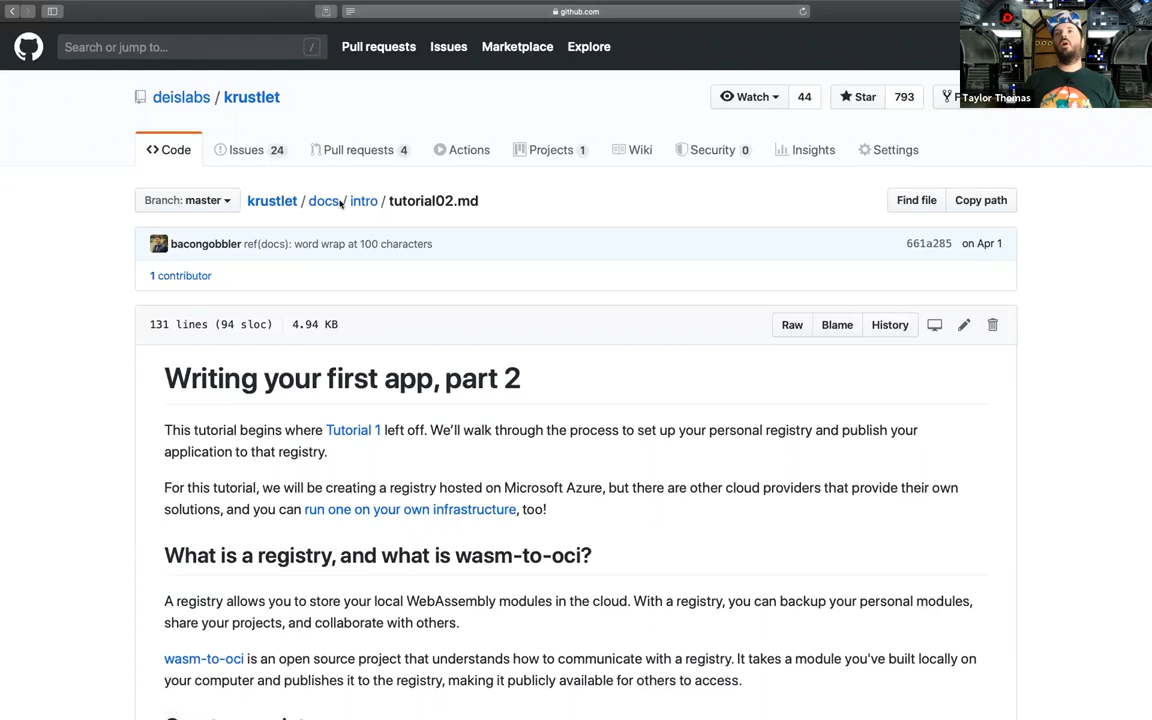 github.com
Search or jump to... /
Pull requests Issues Marketplace Explore
Taylor Thomas
deislabs / krustlet
Watch 44 Star 793 F
Code Issues 24 Pull requests 4 Actions Projects 1 Wiki Security 0 Insights Settings
Branch: master krustlet / docs / intro / tutorial02.md Find file Copy path
bacongobbler ref(docs): word wrap at 100 characters 661a285 on Apr 1
1 contributor
131 lines (94 sloc) 4.94 KB Raw Blame History
Writing your first app, part 2
This tutorial begins where Tutorial 1 left off. We'll walk through the process to set up your personal registry and publish your
application to that registry.
For this tutorial, we will be creating a registry hosted on Microsoft Azure, but there are other cloud providers that provide their own
solutions, and you can run one on your own infrastructure, too!
What is a registry, and what is wasm-to-oci?
A registry allows you to store your local WebAssembly modules in the cloud. With a registry, you can backup your personal modules,
share your projects, and collaborate with others.
wasm-to-oci is an open source project that understands how to communicate with a registry. It takes a module you've built locally on
your computer and publishes it to the registry, making it publicly available for others to access.